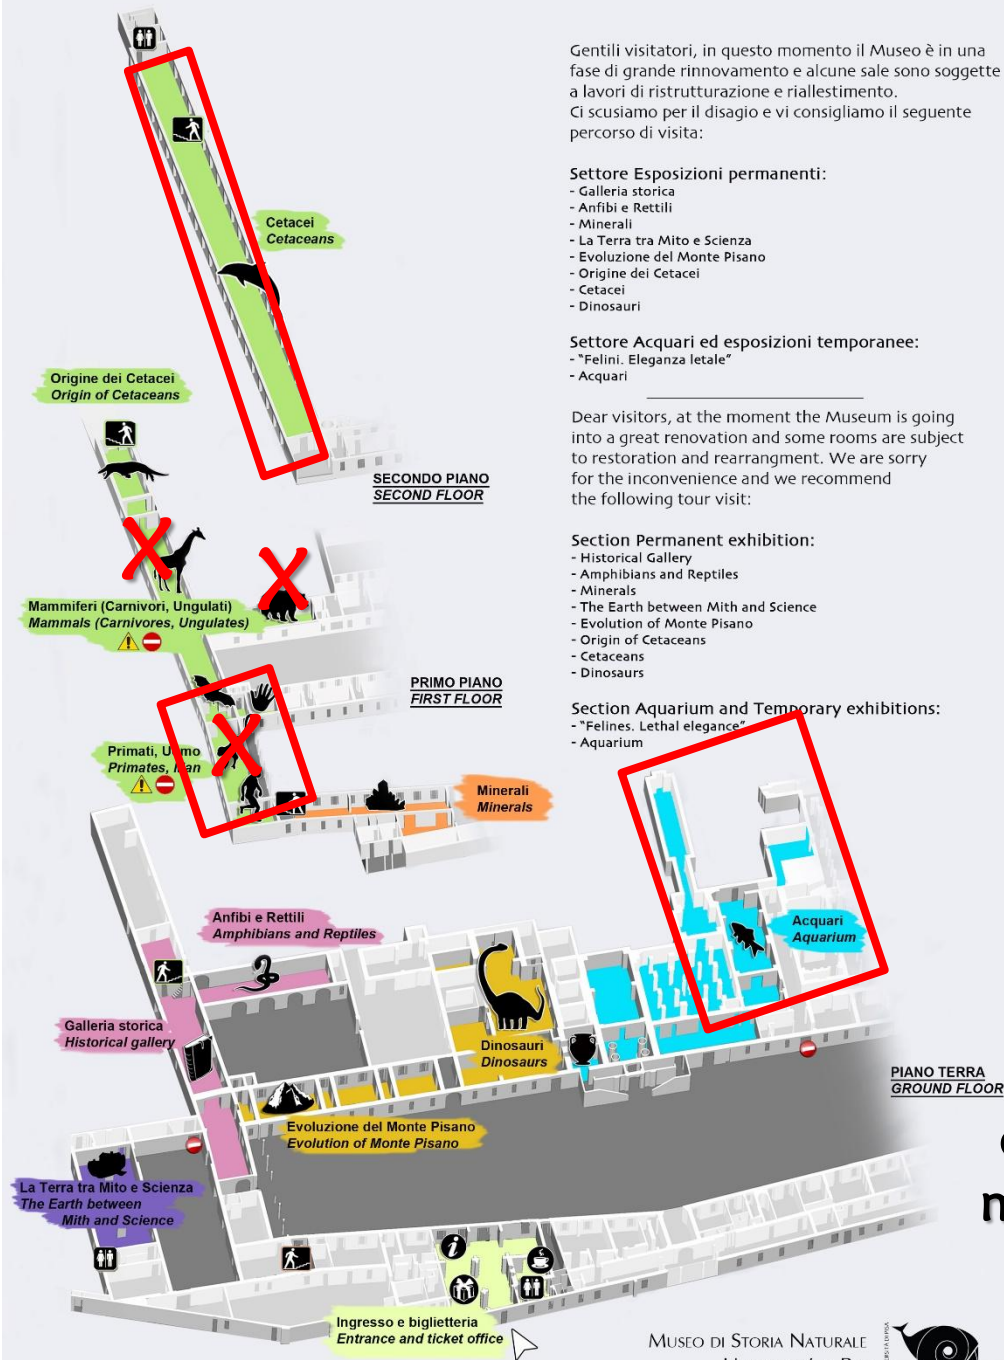 Gentili visitatori, in questo momento il Museo è in una
fase di grande rinnovamento e alcune sale sono soggette
a lavori di ristrutturazione e riallestimento.
Ci scusiamo per il disagio e vi consigliamo il seguente
percorso di visita:
Settore Esposizioni permanenti:
- Galleria storica
- Anfibi e Rettili
- Minerali
- La Terra tra Mito e Scienza
- Evoluzione del Monte Pisano
- Origine dei Cetacei
- Cetacei
- Dinosauri
Settore Acquari ed esposizioni temporanee:
- "Felini. Eleganza letale"
- Acquari
Dear visitors, at the moment the Museum is going
into a great renovation and some rooms are subject
to restoration and rearrangment. We are sorry
for the inconvenience and we recommend
the following tour visit:
Section Permanent exhibition:
- Historical Gallery
- Amphibians and Reptiles
- Minerals
- The Earth between Mith and Science
- Evolution of Monte Pisano
- Origin of Cetaceans
- Cetaceans
- Dinosaurs
Section Aquarium and Temporary exhibitions:
- "Felines. Lethal elegance"
- Aquarium
Cetacei
Cetaceans
Origine dei Cetacei
Origin of Cetaceans
SECONDO PIANO
SECOND FLOOR
Mammiferi (Carnivori, Ungulati)
Mammals (Carnivores, Ungulates)
PRIMO PIANO
FIRST FLOOR
Primati, Uomo
Primates, Man
Minerali
Minerals
Anfibi e Rettili
Amphibians and Reptiles
Acquari
Aquarium
Galleria storica
Historical gallery
Dinosauri
Dinosaurs
PIANO TERRA
GROUND FLOOR
Evoluzione del Monte Pisano
Evolution of Monte Pisano
La Terra tra Mito e Scienza
The Earth between
Mith and Science
i
Ingresso e biglietteria
Entrance and ticket office
MUSEO DI STORIA NATURALE